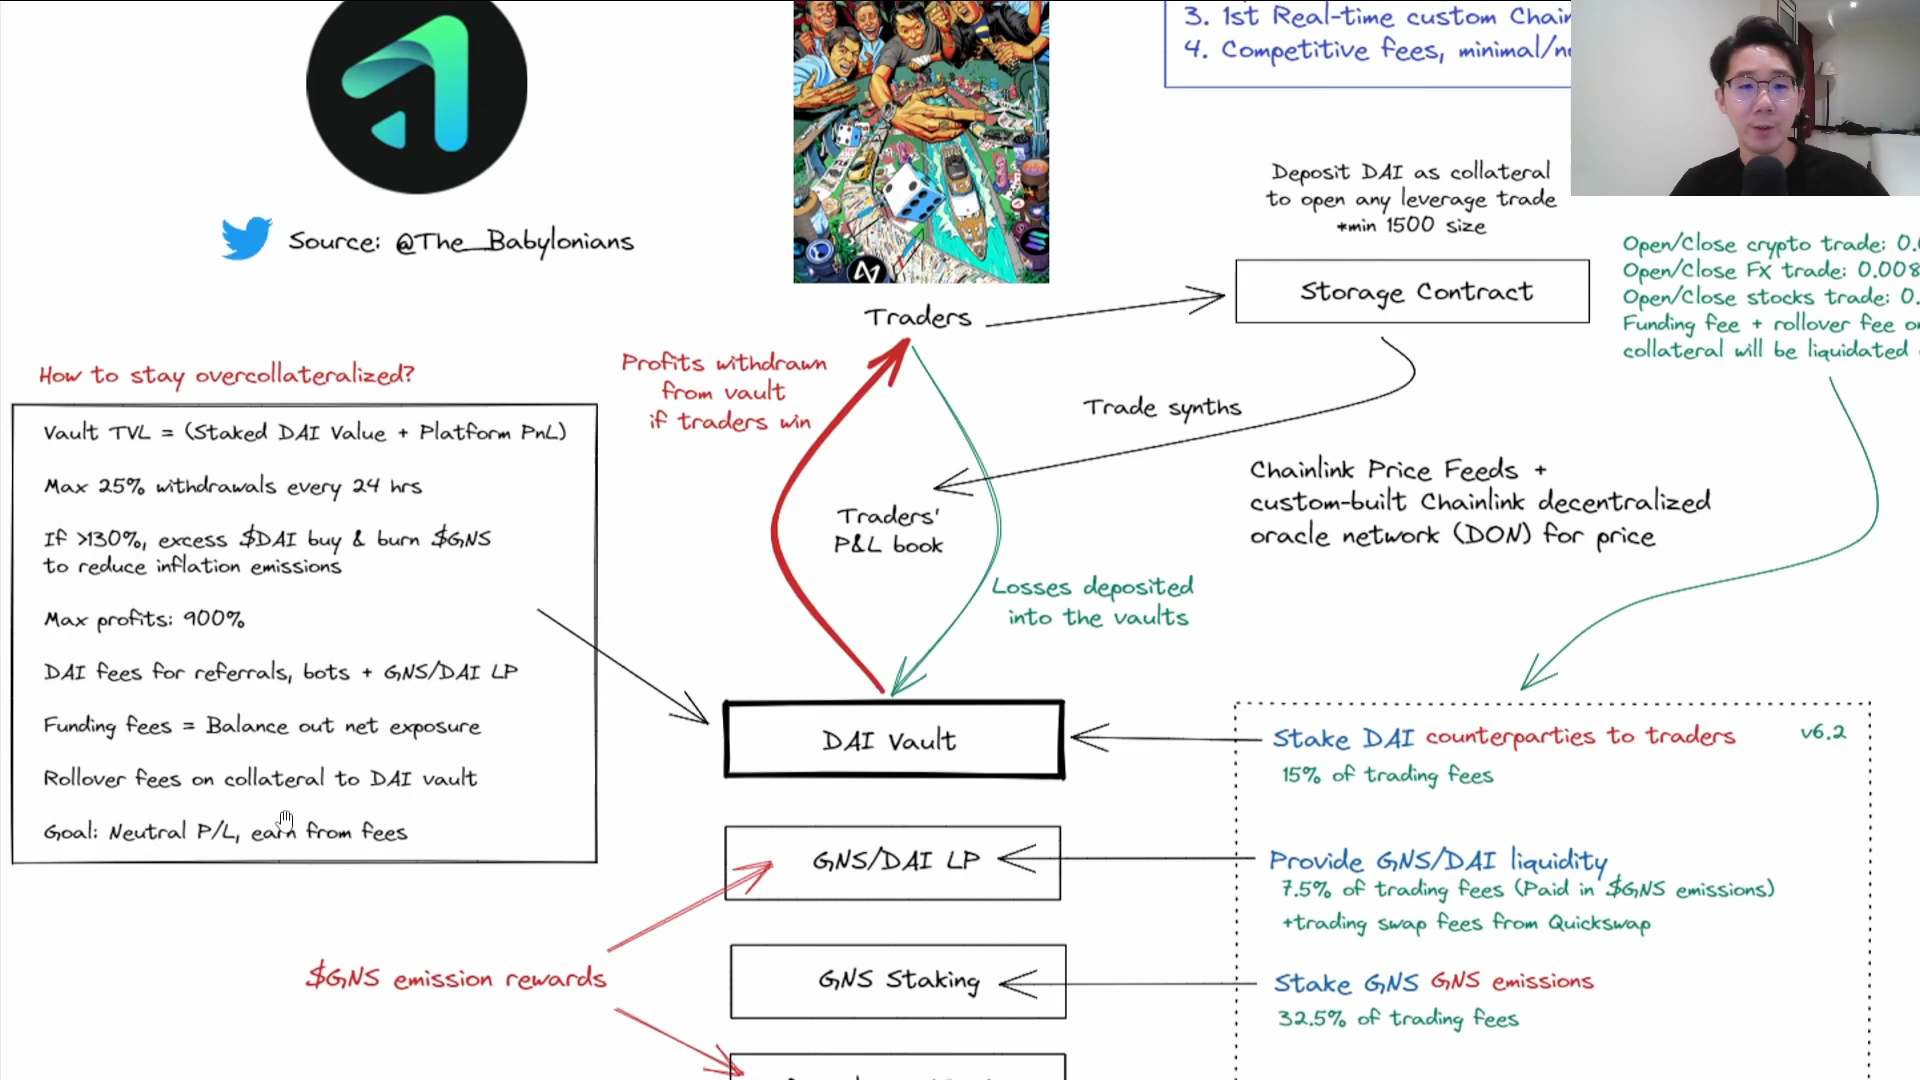 3. 1st Real-time custom Chain
4. Competitive fees, minimal/n
Source: @The_Babylonians
Deposit DAI as collateral
to open any leverage trade
*min 1500 size
Storage Contract
Open/Close crypto trade: 0.
Open/Close FX trade: 0.008
Open/Close stocks trade: 0.
Funding fee + rollover fee o
collateral will be liquidated
Traders
Profits withdrawn
from vault
if traders win
Trade synths
Traders'
P&L book
Losses deposited
into the vaults
Chainlink Price Feeds +
custom-built Chainlink decentralized
oracle network (DON) for price
How to stay overcollateralized?
Vault TVL = (Staked DAI Value + Platform PnL)
Max 25% withdrawals every 24 hrs
If >130%, excess $DAI buy & burn $GNS
to reduce inflation emissions
Max profits: 900%
DAI fees for referrals, bots + GNS/DAI LP
Funding fees = Balance out net exposure
Rollover fees on collateral to DAI vault
Goal: Neutral P/L, earn from fees
DAI Vault
Stake DAI counterparties to traders
v6.2
15% of trading fees
GNS/DAI LP
Provide GNS/DAI liquidity
7.5% of trading fees (Paid in $GNS emissions)
+trading swap fees from Quickswap
$GNS emission rewards
GNS Staking
Stake GNS GNS emissions
32.5% of trading fees